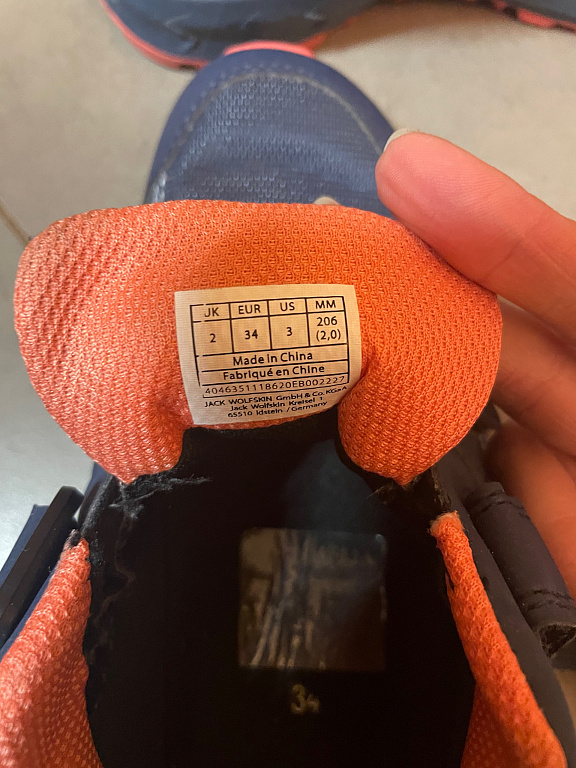 UK EUR US MM
2 34 3 206
(2,0)
Made in China
Fabriqué en Chine
4046351118620EB002227
JACK WOLFSKIN GmbH & Co. KGaA
Jack Wolfskin Kreisel 1
65510 Idstein / Germany
34